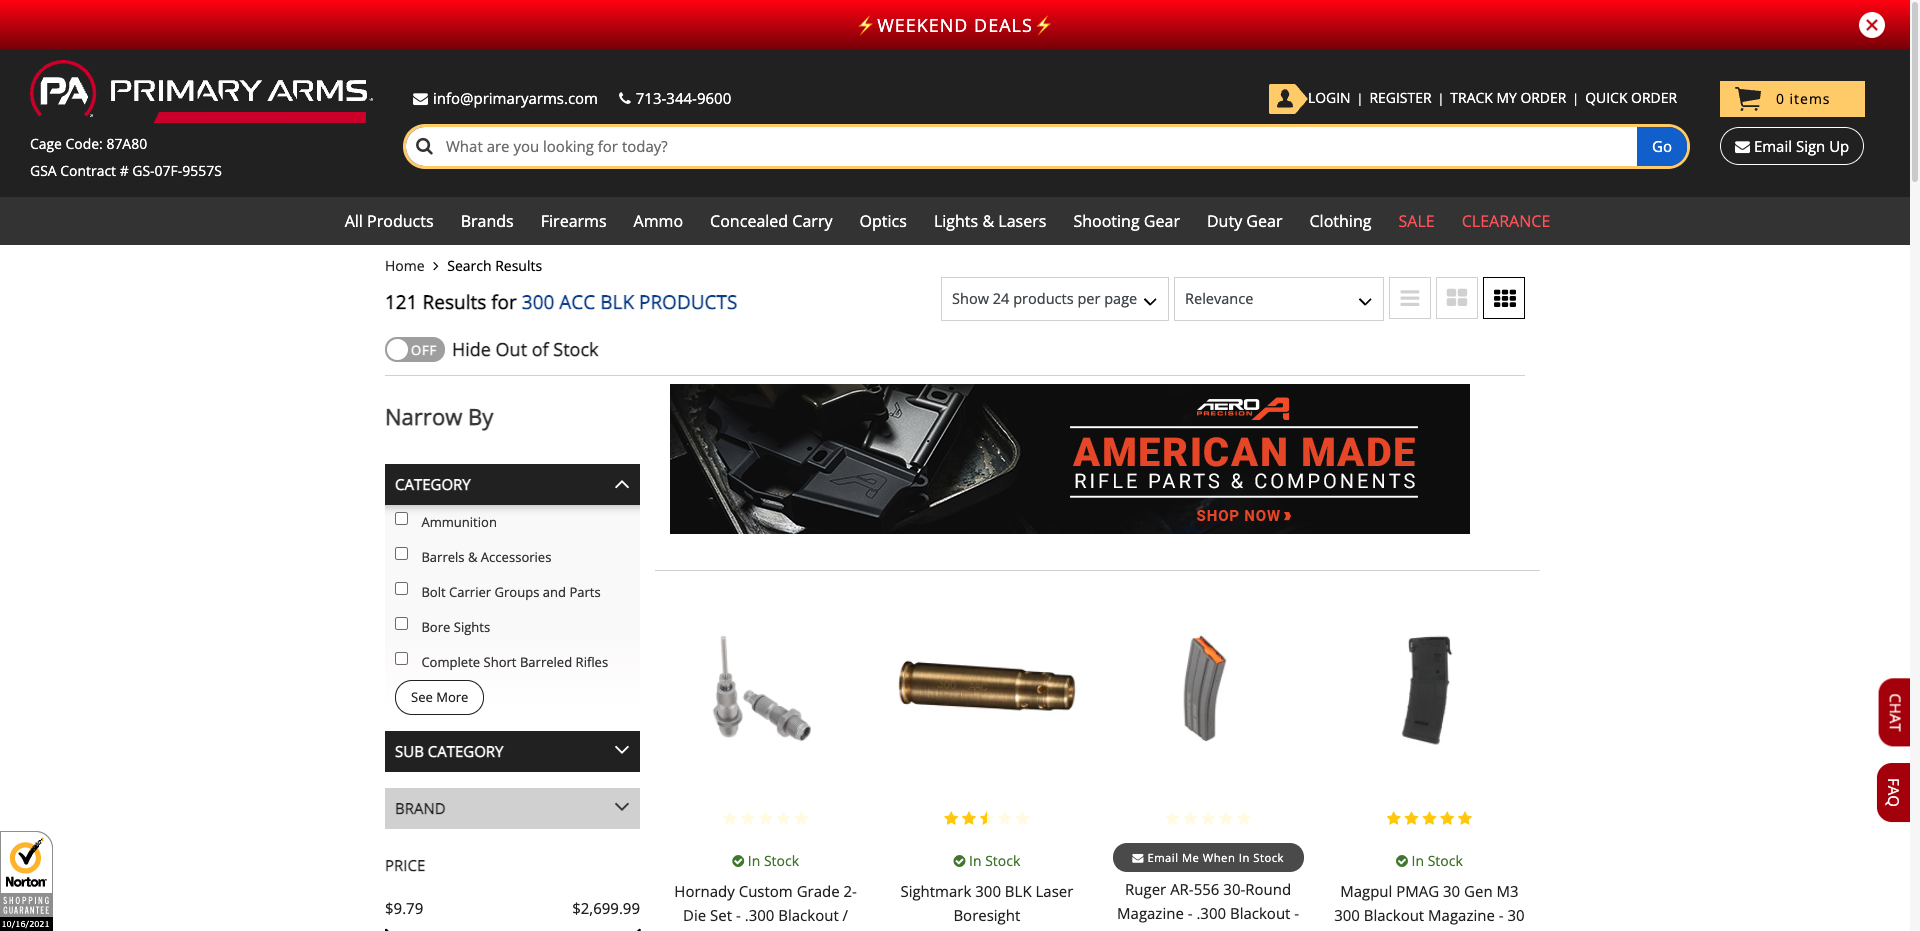 ⚡WEEKEND DEALS⚡
PA PRIMARY ARMS
info@primaryarms.com 713-344-9600
LOGIN | REGISTER | TRACK MY ORDER | QUICK ORDER
0 items
Cage Code: 87A80
GSA Contract # GS-07F-9557S
What are you looking for today?
Go
Email Sign Up
All Products Brands Firearms Ammo Concealed Carry Optics Lights & Lasers Shooting Gear Duty Gear Clothing SALE CLEARANCE
Home > Search Results
121 Results for 300 ACC BLK PRODUCTS
Show 24 products per page
Relevance
OFF Hide Out of Stock
Narrow By
CATEGORY
Ammunition
Barrels & Accessories
Bolt Carrier Groups and Parts
Bore Sights
Complete Short Barreled Rifles
See More
SUB CATEGORY
BRAND
PRICE
$9.79 $2,699.99
AERO
PRECISION
AMERICAN MADE
RIFLE PARTS & COMPONENTS
SHOP NOW »
In Stock
Hornady Custom Grade 2-
Die Set - .300 Blackout /
In Stock
Sightmark 300 BLK Laser
Boresight
Email Me When In Stock
Ruger AR-556 30-Round
Magazine - .300 Blackout -
In Stock
Magpul PMAG 30 Gen M3
300 Blackout Magazine - 30
CHAT
FAQ
Norton
SHOPPING
GUARANTEE
10/16/2021